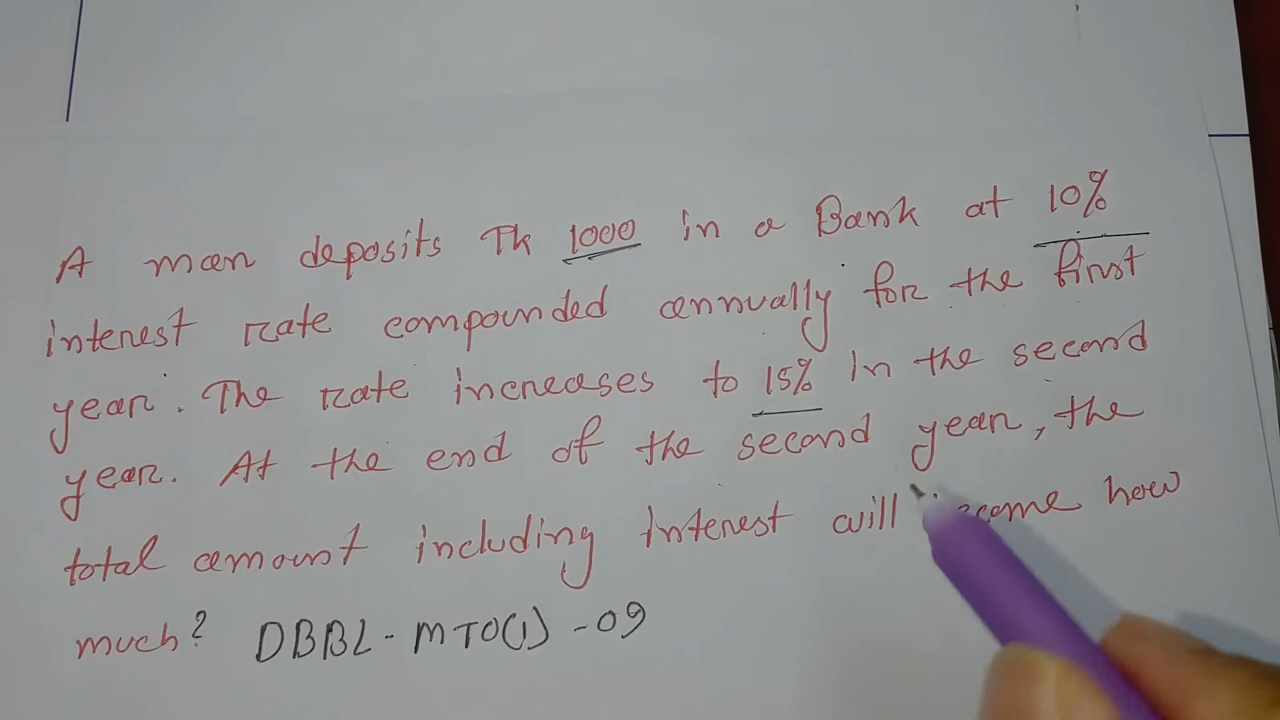 A man deposits Tk 1000 in a Bank at 10%
interest rate compounded annually for the first
year. The rate increases to 15% in the second
year. At the end of the second year, the
total amount including interest will how
much? DBBL-MTO(1)-09